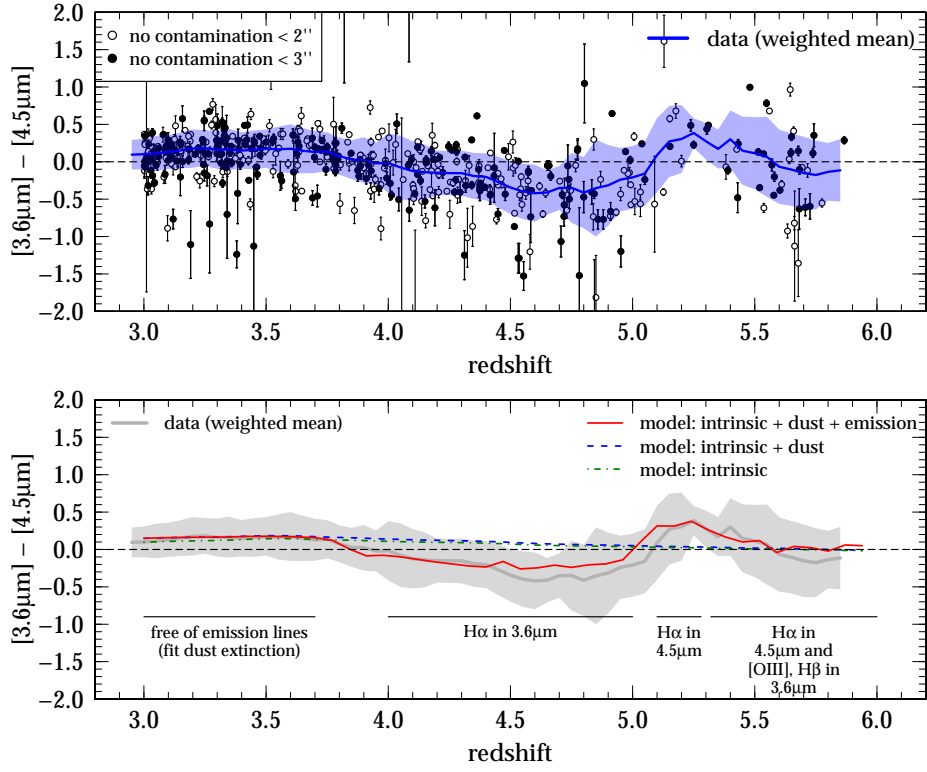 2.0
1.5
1.0
0.5
0.0
-0.5
-1.0
-1.5
-2.0
[3.6μm] − [4.5μm]
no contamination < 2''
no contamination < 3''
data (weighted mean)
3.0 3.5 4.0 4.5 5.0 5.5 6.0
redshift
2.0
1.5
1.0
0.5
0.0
-0.5
-1.0
-1.5
-2.0
[3.6μm] − [4.5μm]
data (weighted mean)
model: intrinsic + dust + emission
model: intrinsic + dust
model: intrinsic
free of emission lines
(fit dust extinction)
Hα in 3.6μm
Hα in
4.5μm
Hα in
4.5μm and
[OIII], Hβ in
3.6μm
3.0 3.5 4.0 4.5 5.0 5.5 6.0
redshift